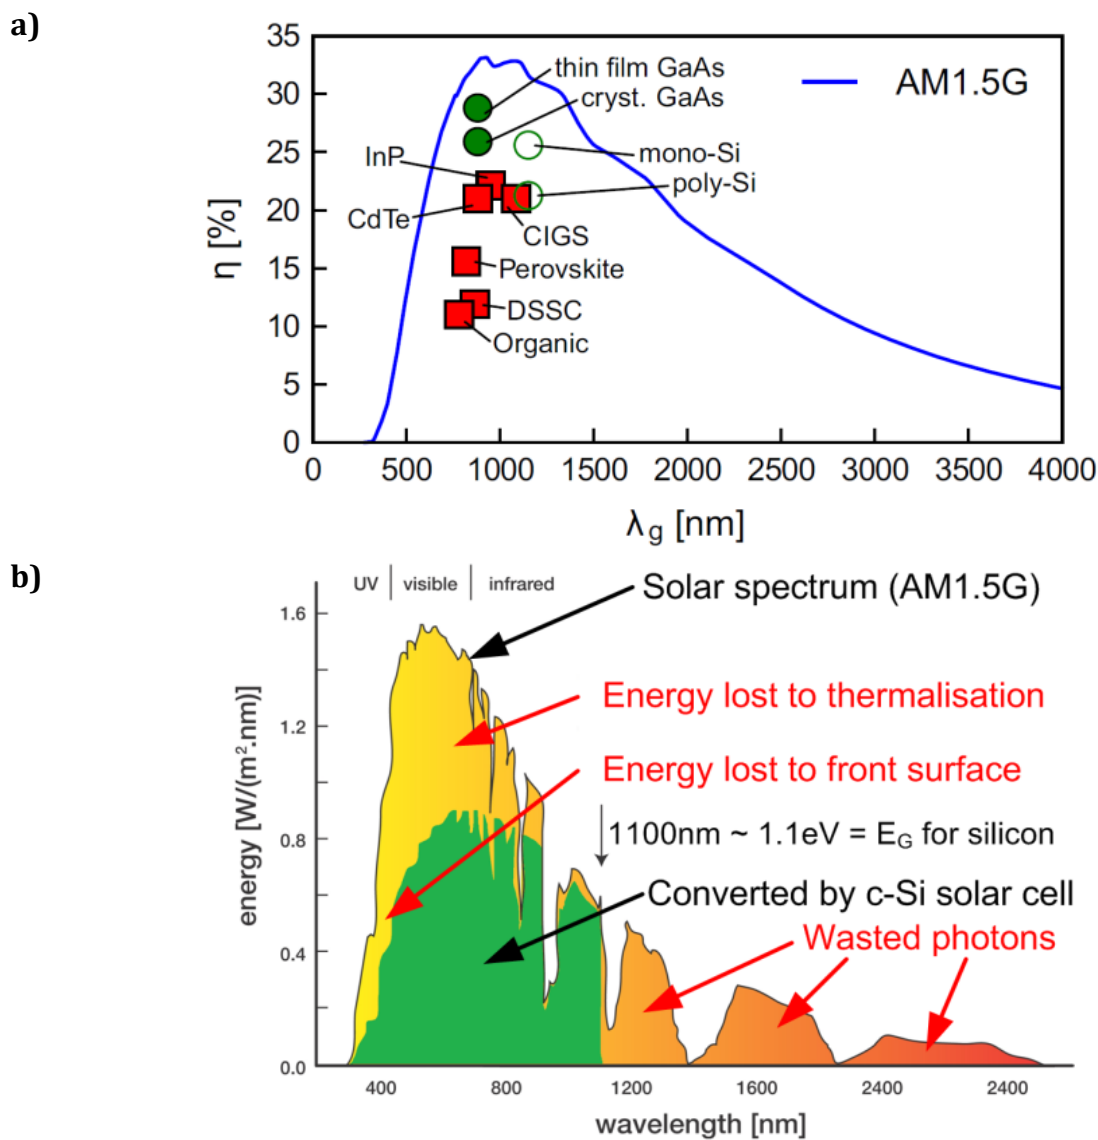 a)
35
30
25
20
15
10
5
0
η [%]
thin film GaAs
cryst. GaAs
AM1.5G
InP
mono-Si
poly-Si
CdTe
CIGS
Perovskite
DSSC
Organic
0 500 1000 1500 2000 2500 3000 3500 4000
λg [nm]
b)
UV visible infrared
Solar spectrum (AM1.5G)
1.6
1.2
0.8
0.4
0.0
energy [W/(m².nm)]
Energy lost to thermalisation
Energy lost to front surface
1100nm ~ 1.1eV = EG for silicon
Converted by c-Si solar cell
Wasted photons
400 800 1200 1600 2400 2400
wavelength [nm]